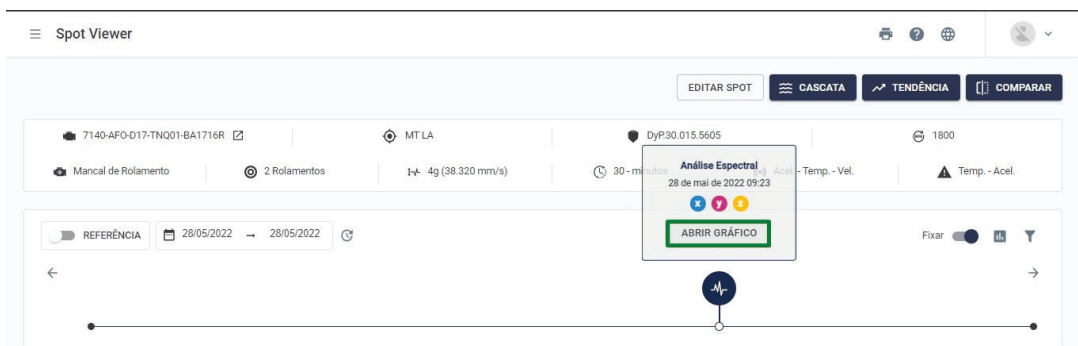 Spot Viewer
EDITAR SPOT CASCATA TENDÊNCIA COMPARAR
7140-AFO-D17-TNQ01-BA1716R MT LA DyP.30.015.5605 1800
Mancal de Rolamento 2 Rolamentos 4g (38.320 mm/s) 30 - minutos Acel. - Temp. - Vel. Temp. - Acel.
Análise Espectral
28 de mai de 2022 09:23
x y z
ABRIR GRÁFICO
REFERÊNCIA 28/05/2022 → 28/05/2022 Fixar